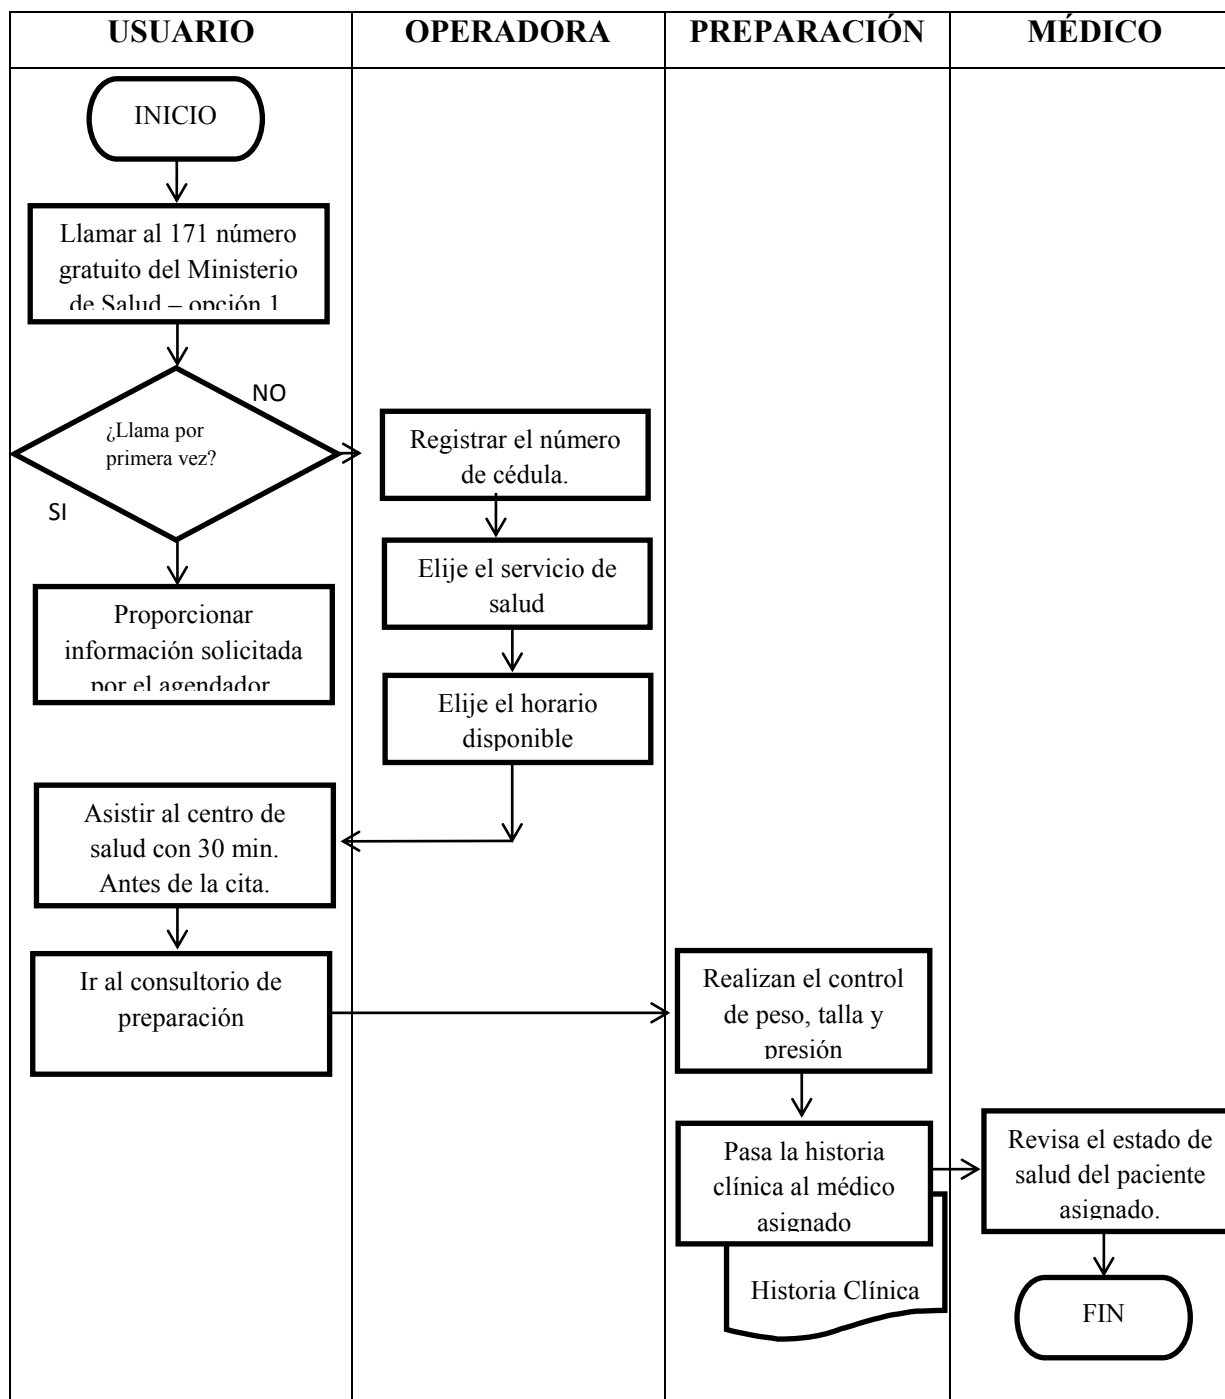 USUARIO
OPERADORA
PREPARACIÓN
MÉDICO
INICIO
Llamar al 171 número
gratuito del Ministerio
de Salud – opción 1
¿Llama por
primera vez?
NO
SI
Registrar el número
de cédula.
Elije el servicio de
salud
Proporcionar
información solicitada
por el agendador
Elije el horario
disponible
Asistir al centro de
salud con 30 min.
Antes de la cita.
Ir al consultorio de
preparación
Realizan el control
de peso, talla y
presión
Pasa la historia
clínica al médico
asignado
Historia Clínica
Revisa el estado de
salud del paciente
asignado.
FIN